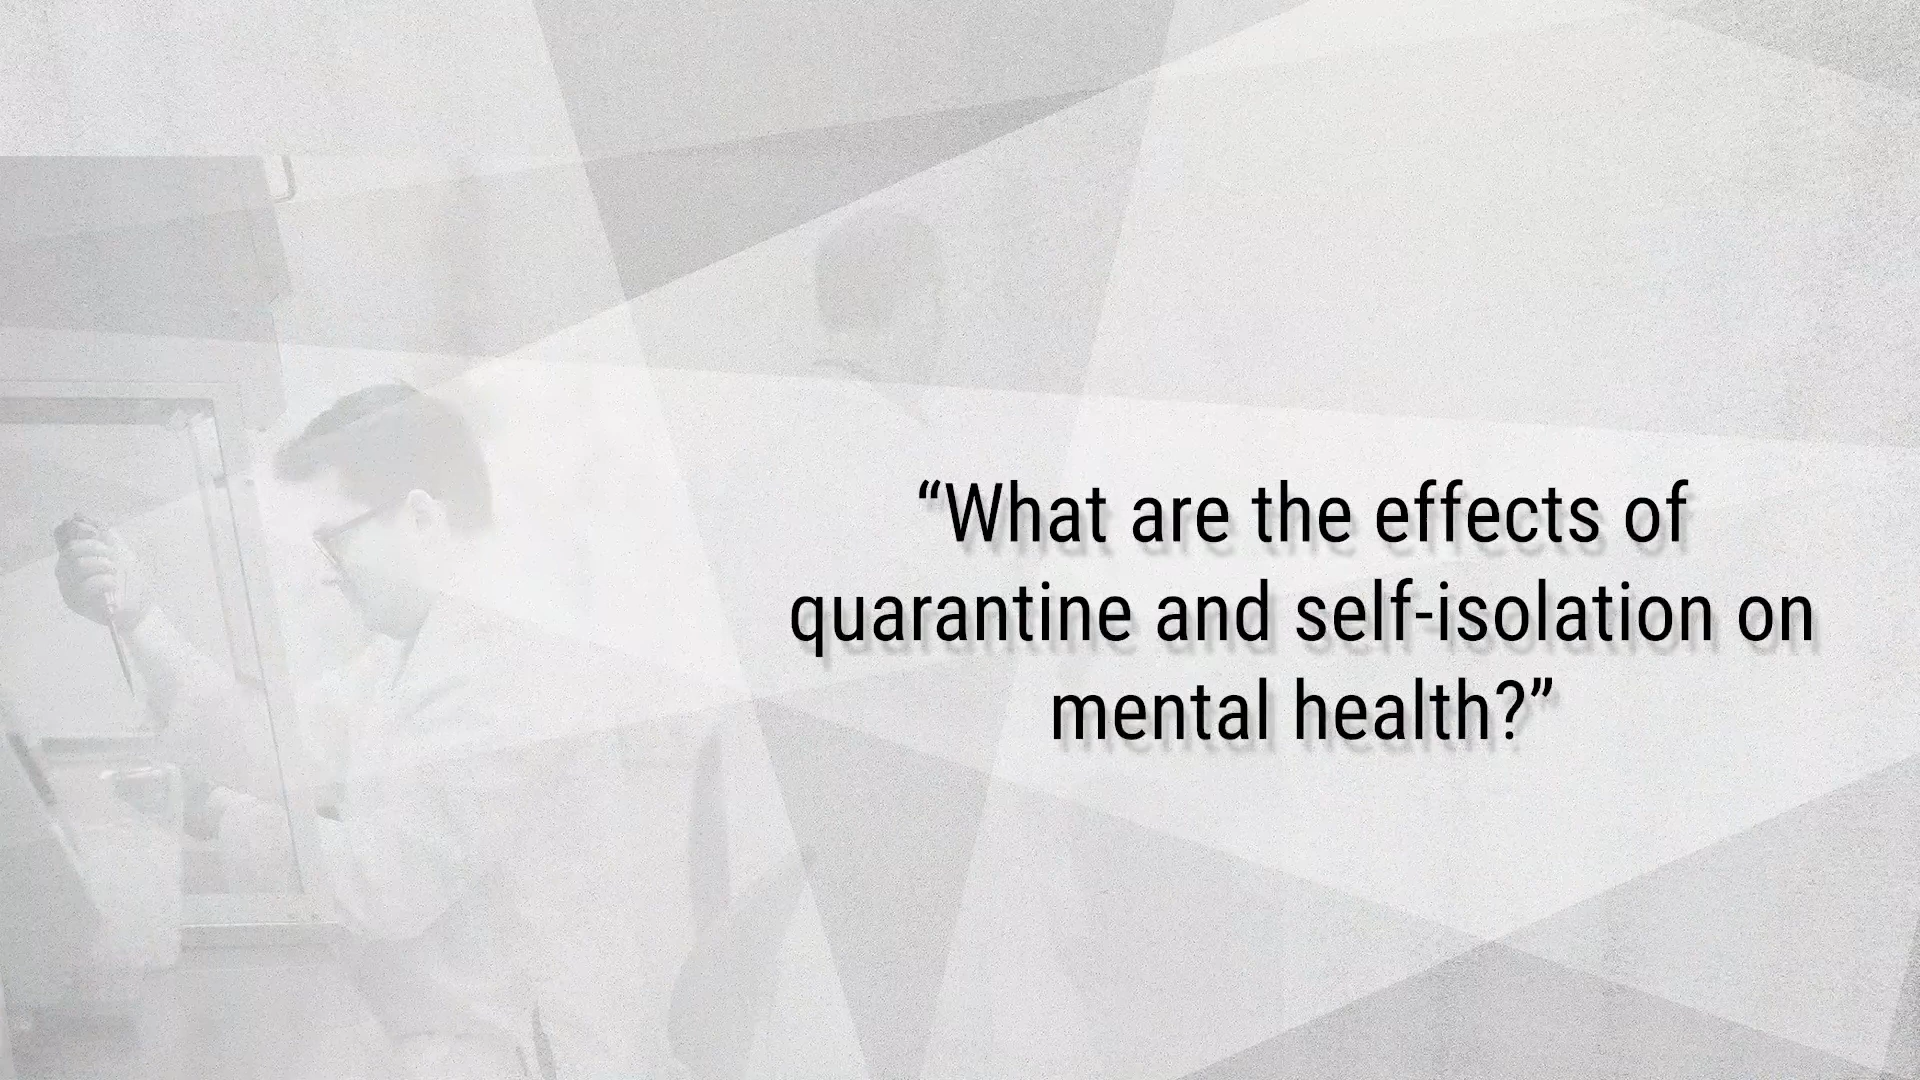 “What are the effects of
quarantine and self-isolation on
mental health?”